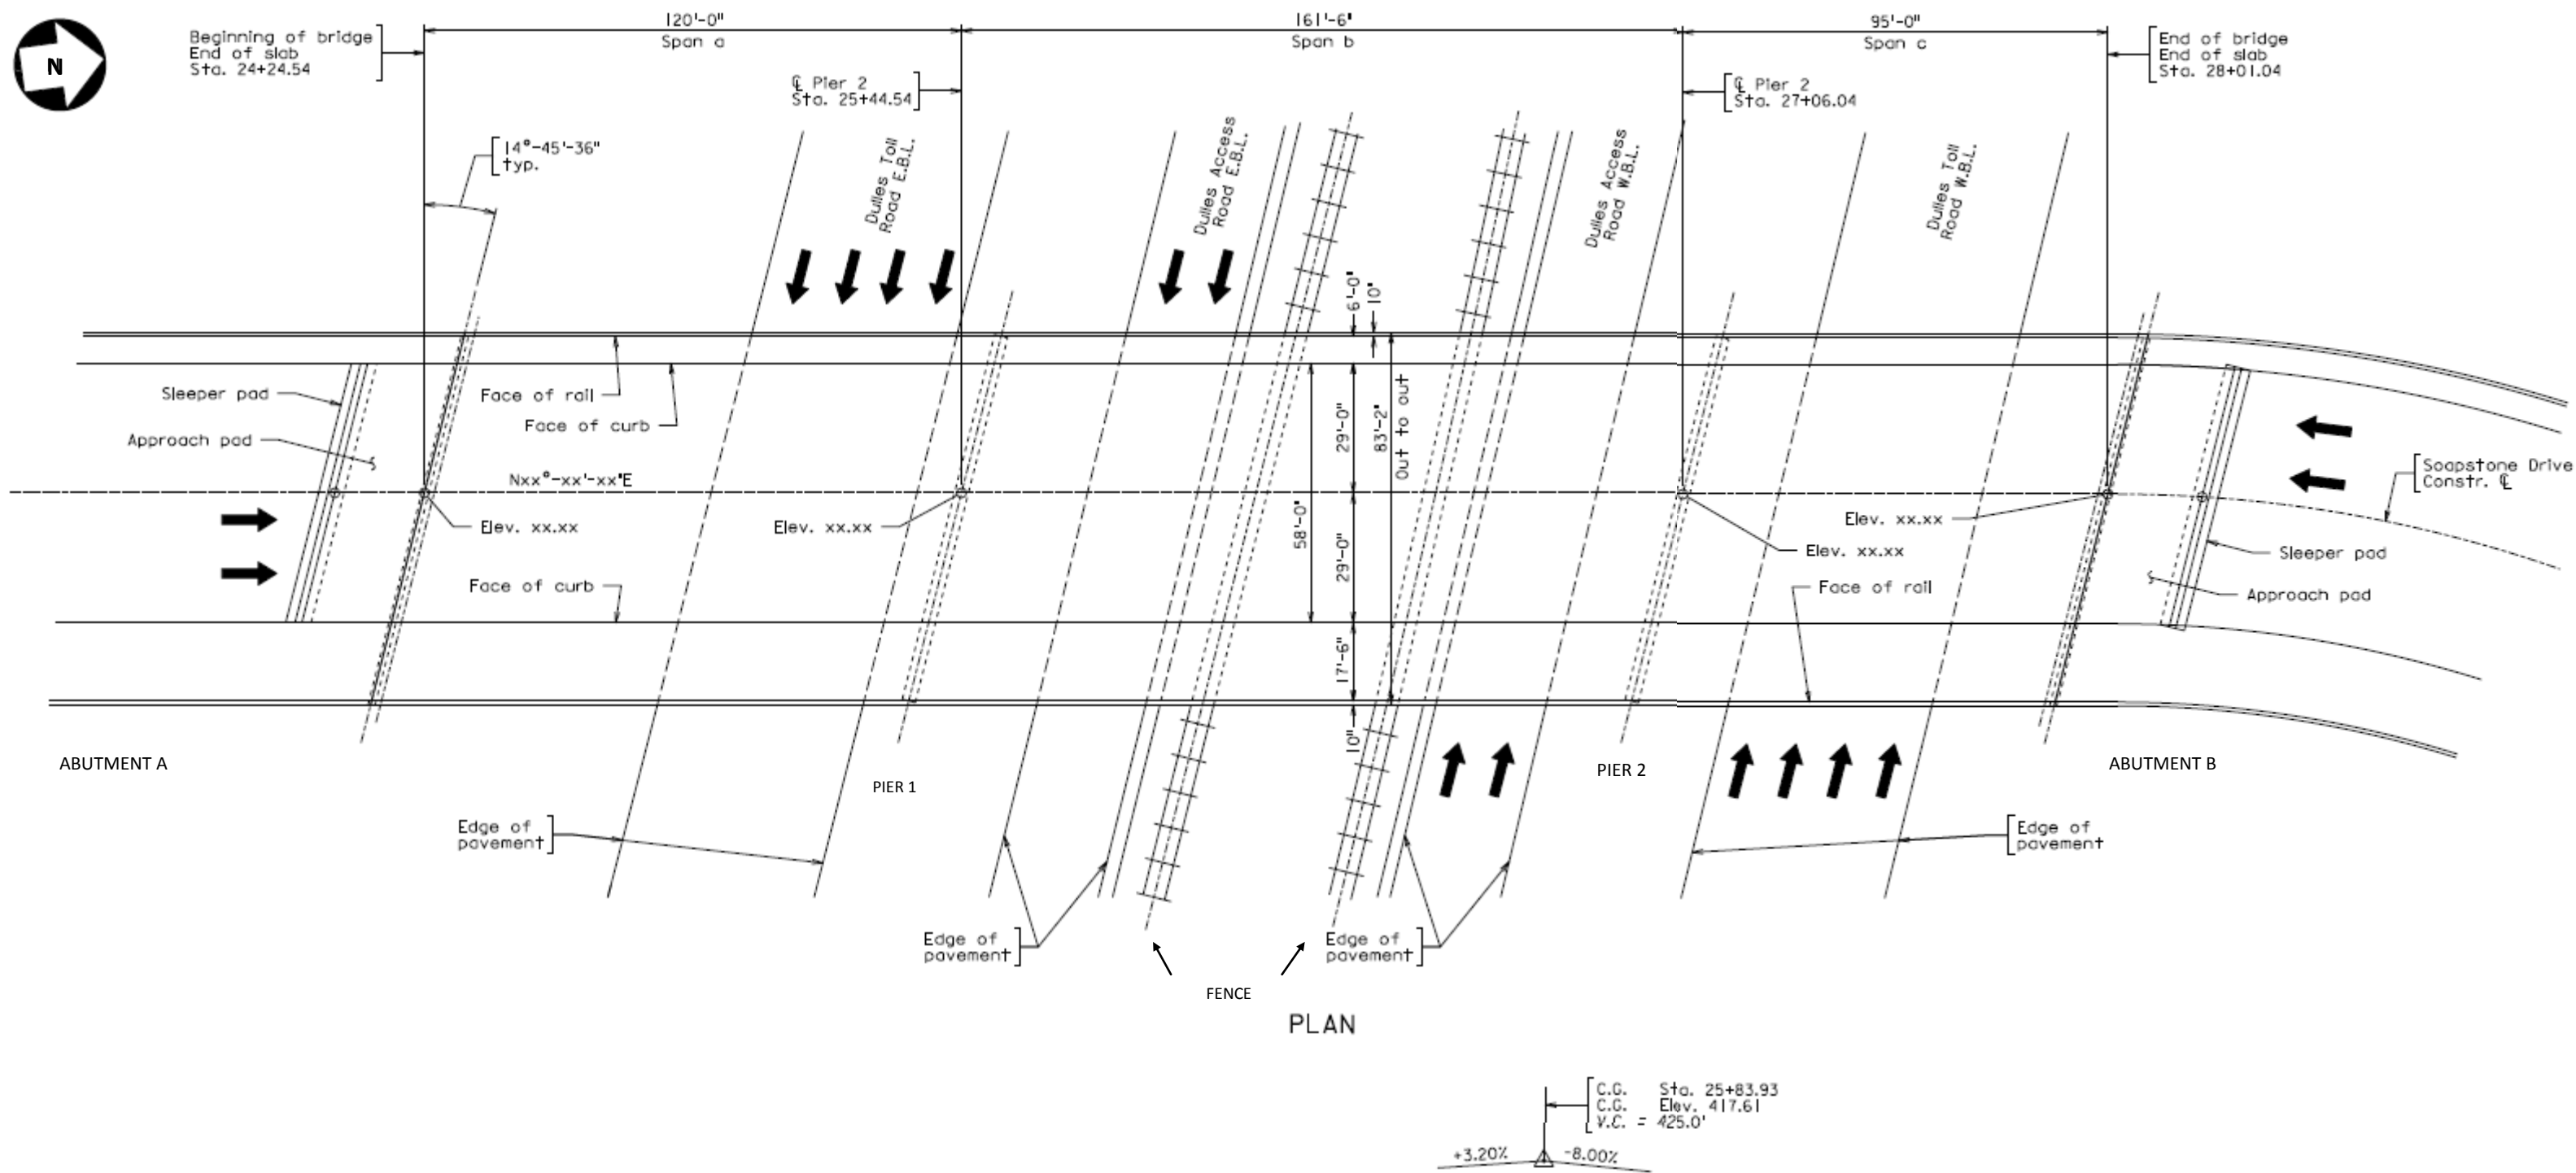 N
Beginning of bridge
End of slab
Sta. 24+24.54
120'-0"
Span a
161'-6"
Span b
95'-0"
Span c
End of bridge
End of slab
Sta. 28+01.04
℄ Pier 2
Sta. 25+44.54
℄ Pier 2
Sta. 27+06.04
14°-45'-36"
typ.
Dulles Toll
Road E.B.L.
Dulles Access
Road E.B.L.
Dulles Access
Road W.B.L.
Dulles Toll
Road W.B.L.
6'-0"
10"
Sleeper pad
Approach pad
Face of rail
Face of curb
Nxx°-xx'-xx"E
Elev. xx.xx
Elev. xx.xx
Face of curb
58'-0"
29'-0"
29'-0"
83'-2"
Out to out
17'-6"
10"
Elev. xx.xx
Elev. xx.xx
Face of rail
Soapstone Drive
Constr. ℄
Sleeper pad
Approach pad
ABUTMENT A
PIER 1
PIER 2
ABUTMENT B
Edge of
pavement
Edge of
pavement
Edge of
pavement
Edge of
pavement
FENCE
PLAN
C.G. Sta. 25+83.93
C.G. Elev. 417.61
V.C. = 425.0'
+3.20%
-8.00%